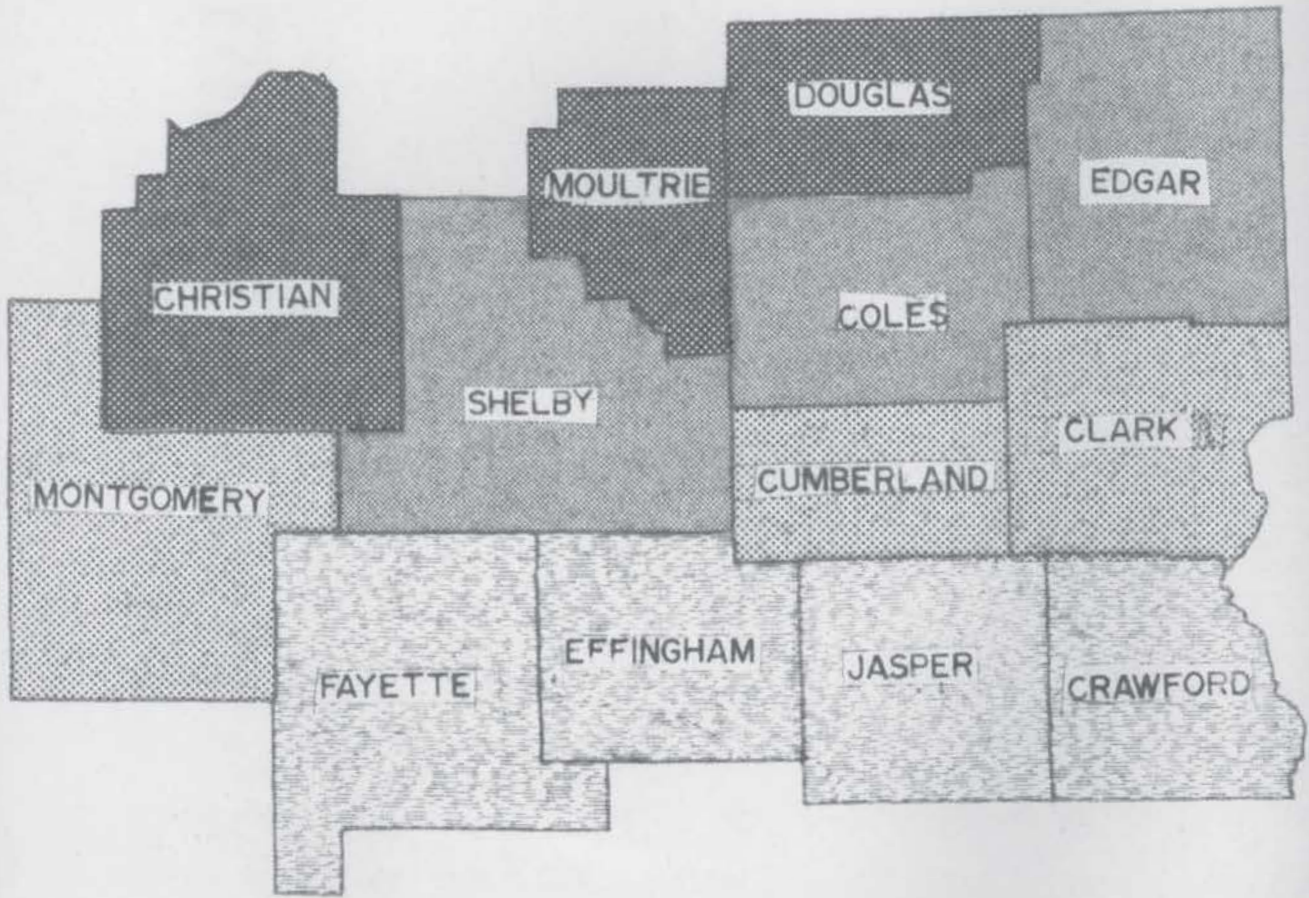 DOUGLAS
MOULTRIE
EDGAR
CHRISTIAN
COLES
SHELBY
CLARK
CUMBERLAND
MONTGOMERY
EFFINGHAM
JASPER
FAYETTE
CRAWFORD